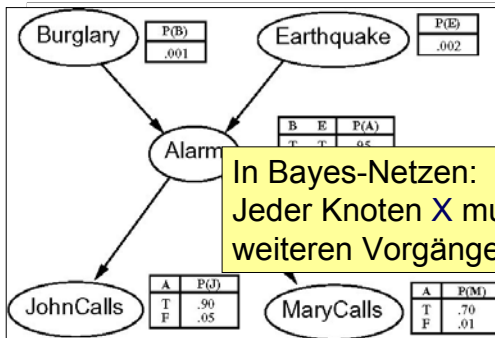 Burglary
P(B)
.001
Earthquake
P(E)
.002
Alarm
B E P(A)
T T .95
In Bayes-Netzen:
Jeder Knoten X mu
weiteren Vorgänge
JohnCalls
A P(J)
T .90
F .05
MaryCalls
A P(M)
T .70
F .01